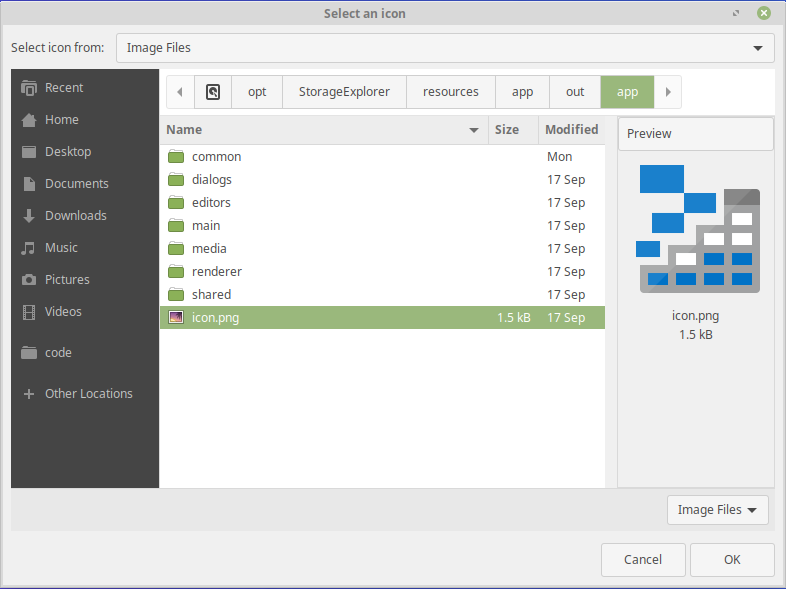 Select an icon
Select icon from: Image Files
Recent
Home
Desktop
Documents
Downloads
Music
Pictures
Videos
code
Other Locations
opt StorageExplorer resources app out app
Name Size Modified
common Mon
dialogs 17 Sep
editors 17 Sep
main 17 Sep
media 17 Sep
renderer 17 Sep
shared 17 Sep
icon.png 1.5 kB 17 Sep
Preview
icon.png
1.5 kB
Image Files
Cancel OK